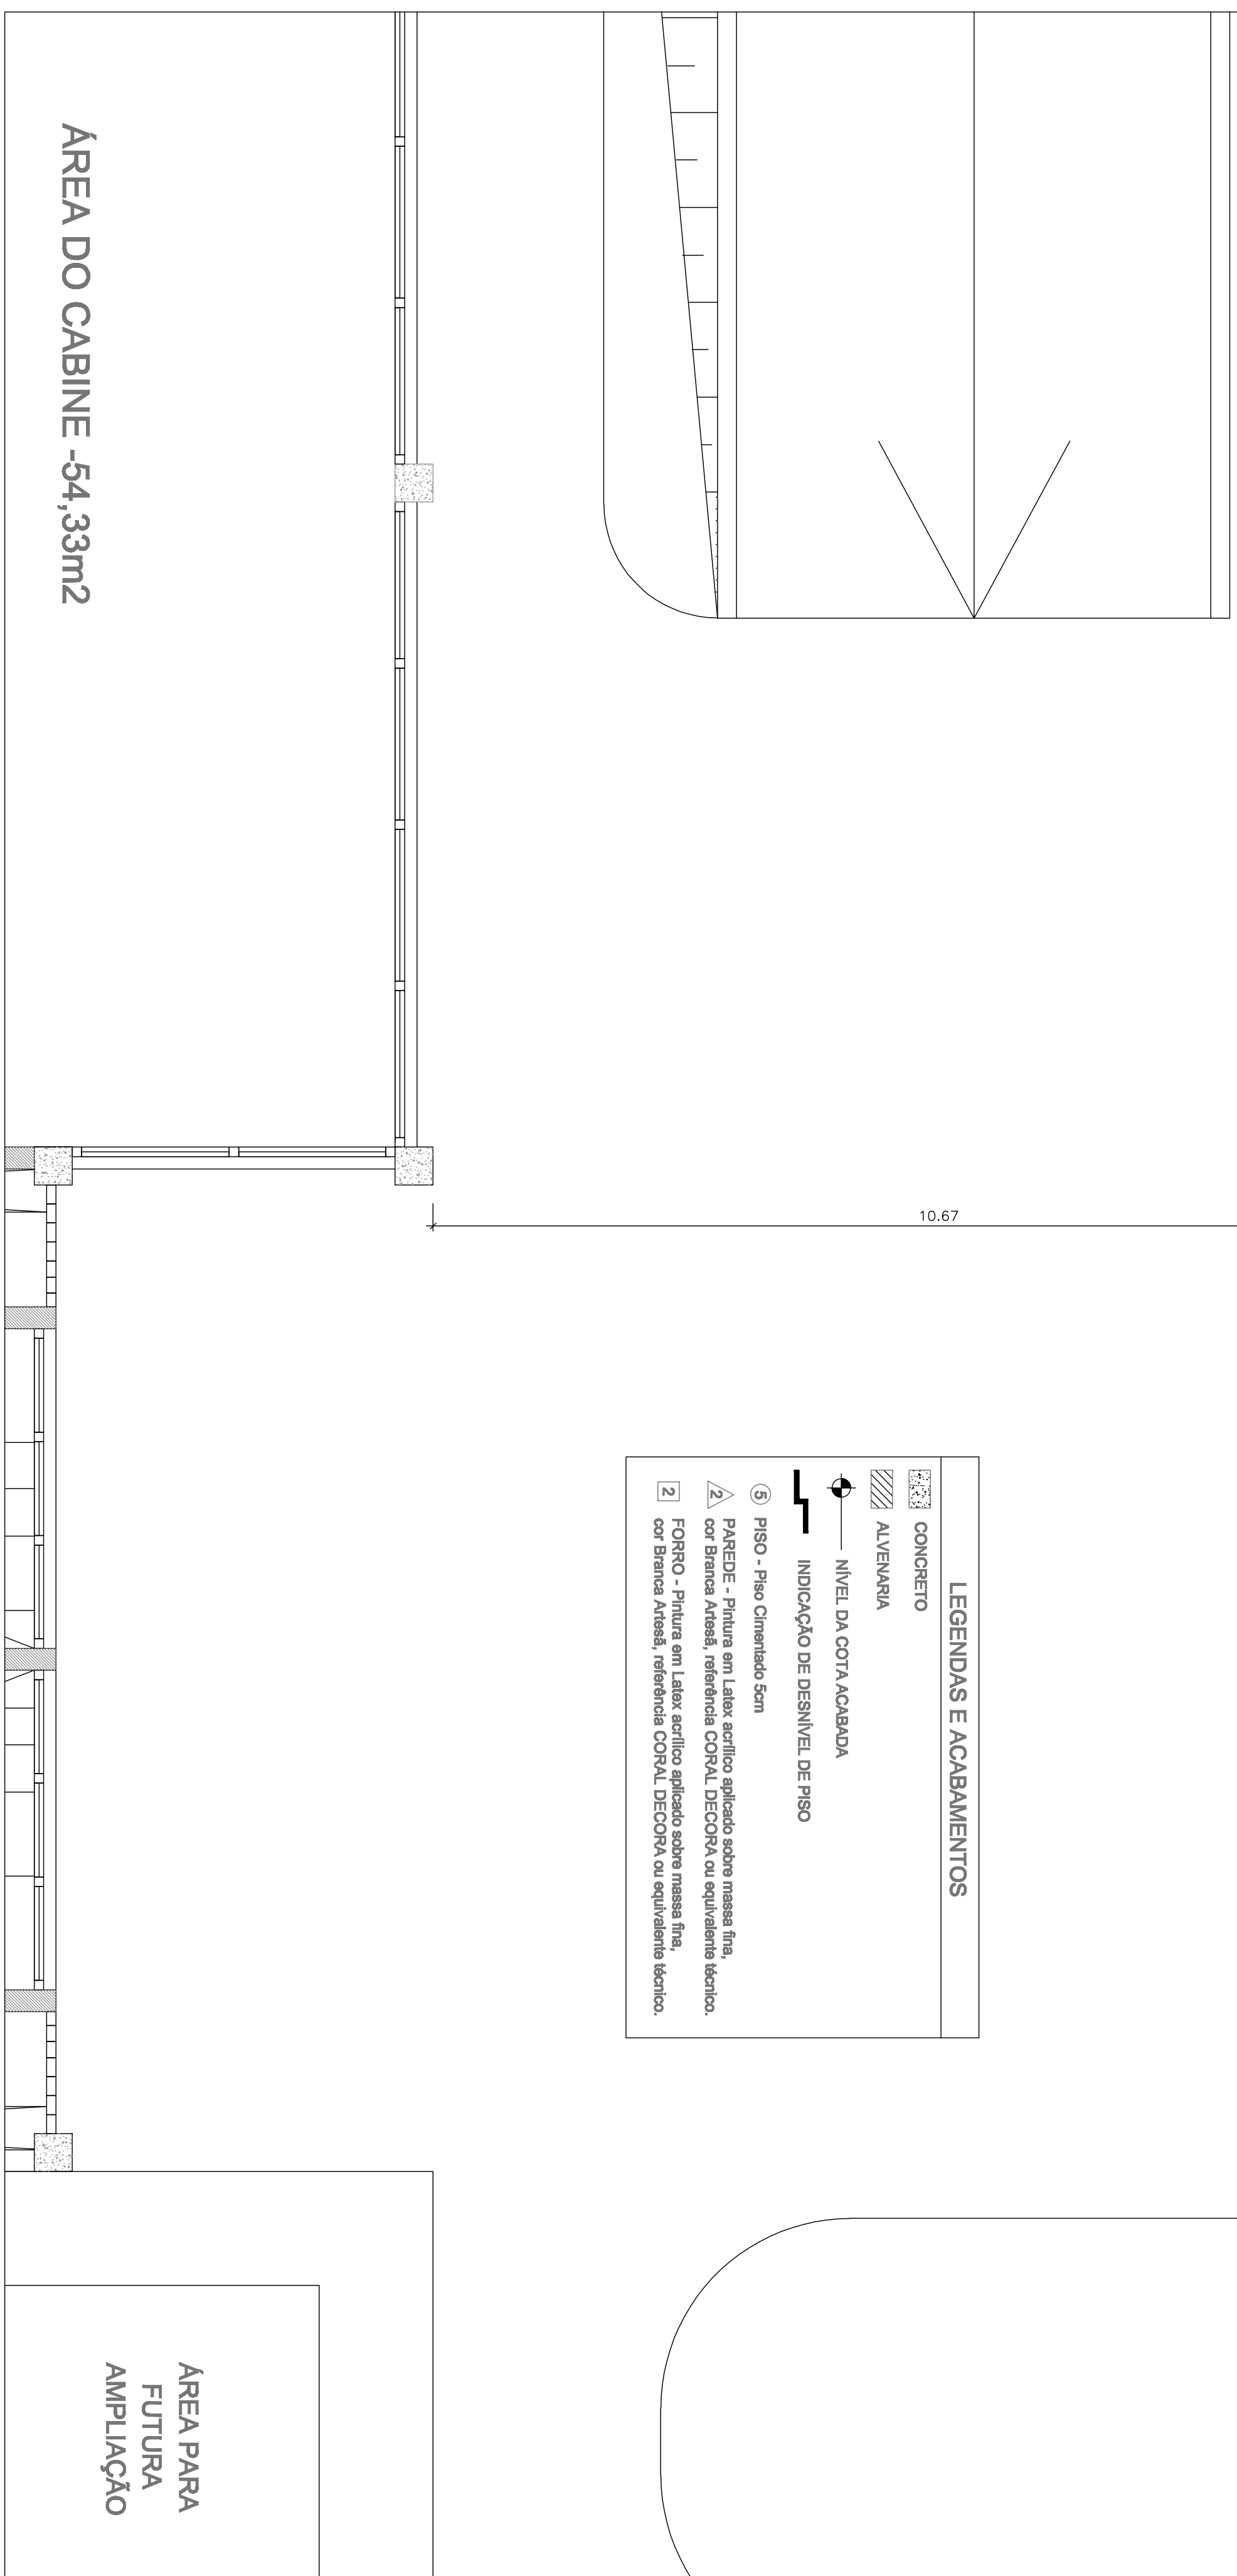 ÁREA DO CABINE -54,33m2
10.67
LEGENDAS E ACABAMENTOS
CONCRETO
ALVENARIA
NÍVEL DA COTA ACABADA
INDICAÇÃO DE DESNÍVEL DE PISO
5 PISO - Piso Cimentado 5cm
2 PAREDE - Pintura em Latex acrílico aplicado sobre massa fina,
cor Branca Artesã, referência CORAL DECORA ou equivalente técnico.
2 FORRO - Pintura em Latex acrílico aplicado sobre massa fina,
cor Branca Artesã, referência CORAL DECORA ou equivalente técnico.
ÁREA PARA
FUTURA
AMPLIAÇÃO